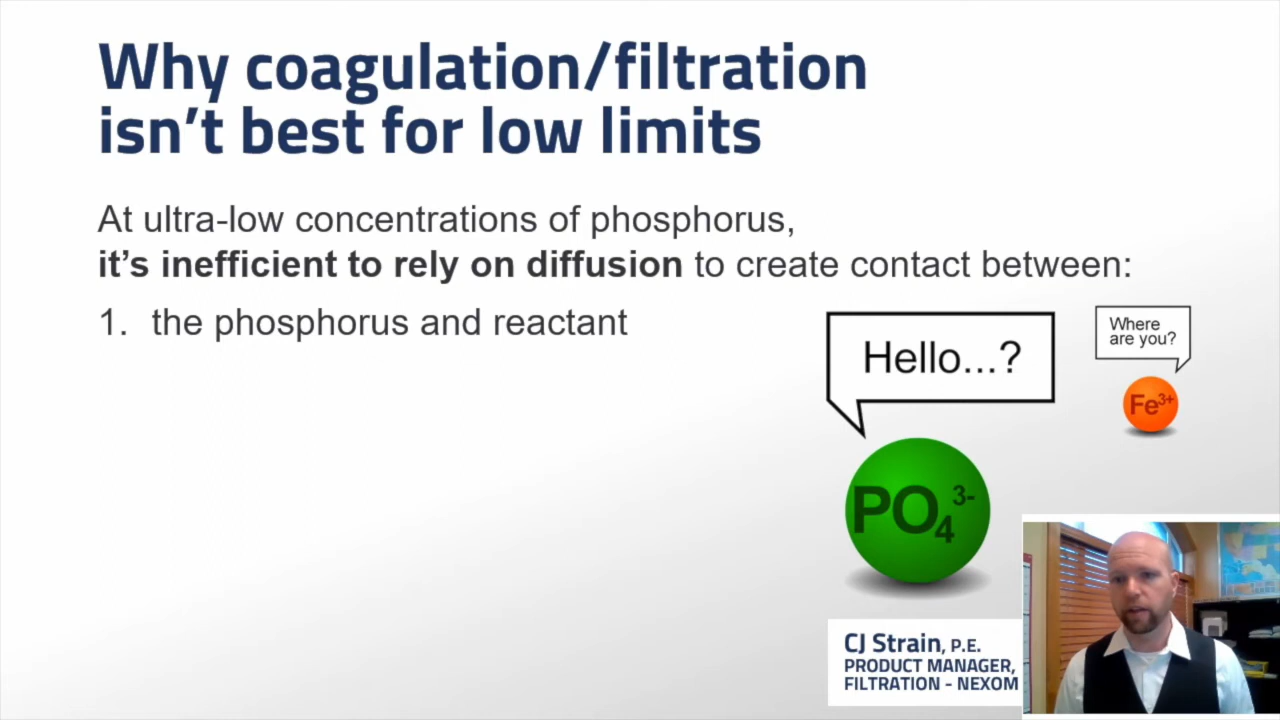 Why coagulation/filtration
isn't best for low limits
At ultra-low concentrations of phosphorus,
it's inefficient to rely on diffusion to create contact between:
1. the phosphorus and reactant
Hello...?
Where
are you?
Fe³⁺
PO₄³⁻
CJ Strain, P.E.
PRODUCT MANAGER,
FILTRATION - NEXOM